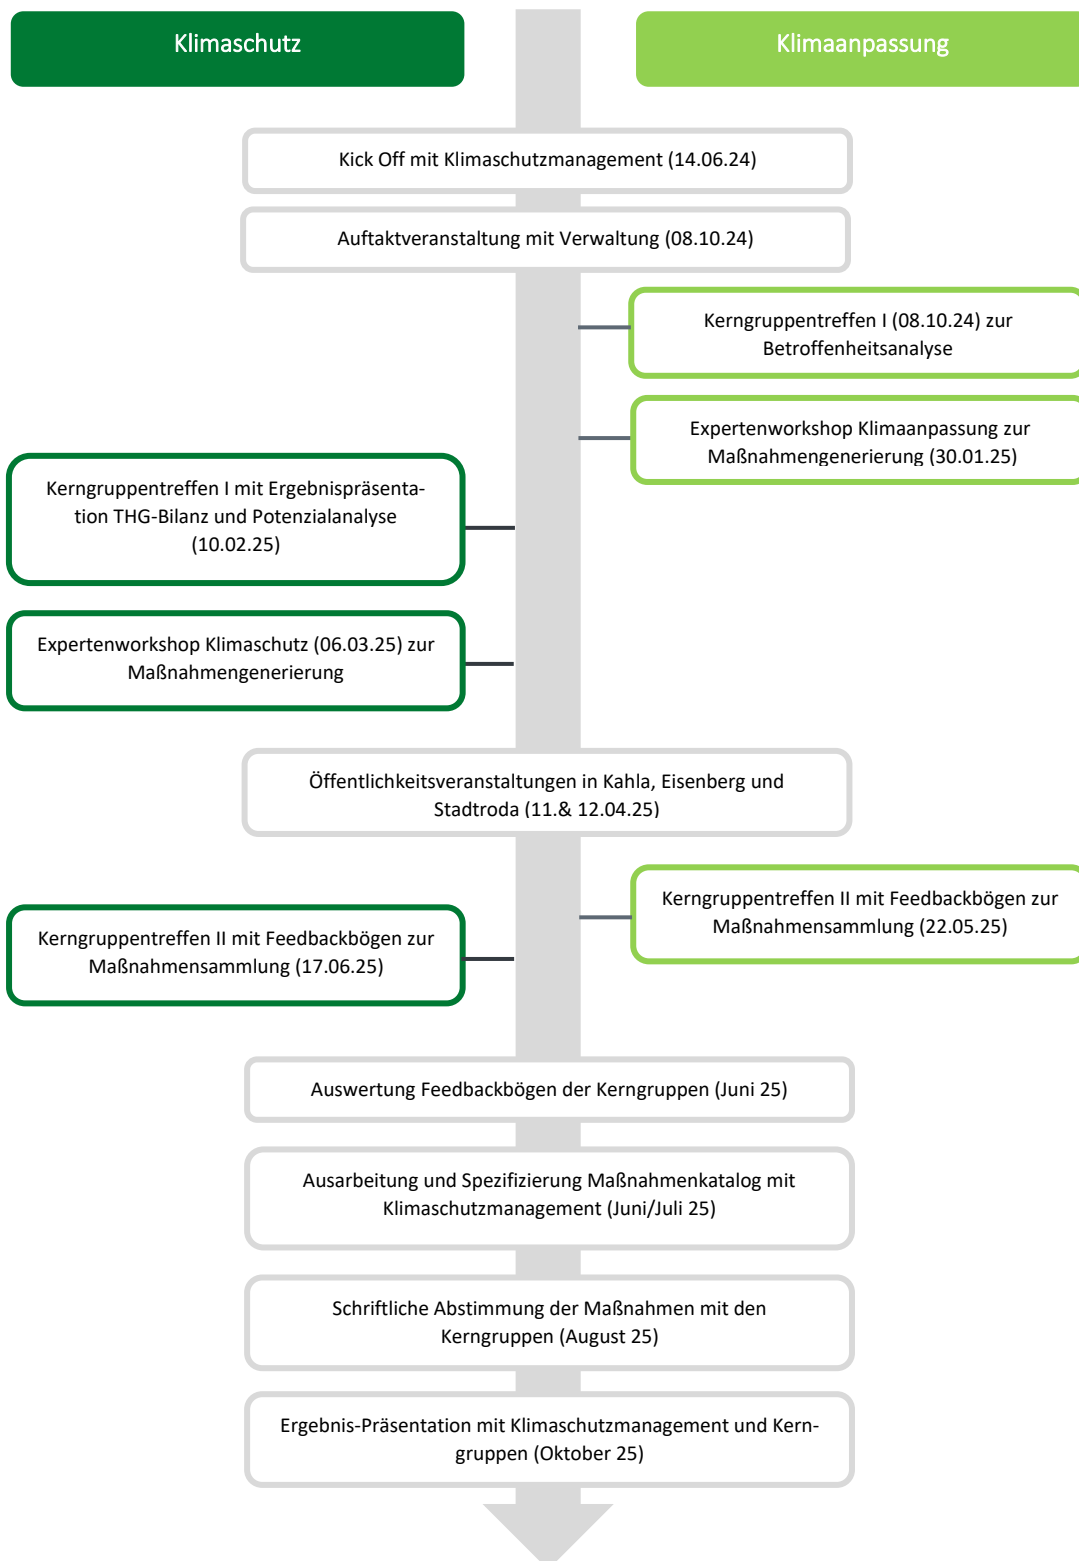 Klimaschutz
Klimaanpassung
Kick Off mit Klimaschutzmanagement (14.06.24)
Auftaktveranstaltung mit Verwaltung (08.10.24)
Kerngruppentreffen I (08.10.24) zur
Betroffenheitsanalyse
Expertenworkshop Klimaanpassung zur
Maßnahmengenerierung (30.01.25)
Kerngruppentreffen I mit Ergebnispräsenta-
tion THG-Bilanz und Potenzialanalyse
(10.02.25)
Expertenworkshop Klimaschutz (06.03.25) zur
Maßnahmengenerierung
Öffentlichkeitsveranstaltungen in Kahla, Eisenberg und
Stadtroda (11.& 12.04.25)
Kerngruppentreffen II mit Feedbackbögen zur
Maßnahmensammlung (22.05.25)
Kerngruppentreffen II mit Feedbackbögen zur
Maßnahmensammlung (17.06.25)
Auswertung Feedbackbögen der Kerngruppen (Juni 25)
Ausarbeitung und Spezifizierung Maßnahmenkatalog mit
Klimaschutzmanagement (Juni/Juli 25)
Schriftliche Abstimmung der Maßnahmen mit den
Kerngruppen (August 25)
Ergebnis-Präsentation mit Klimaschutzmanagement und Kern-
gruppen (Oktober 25)